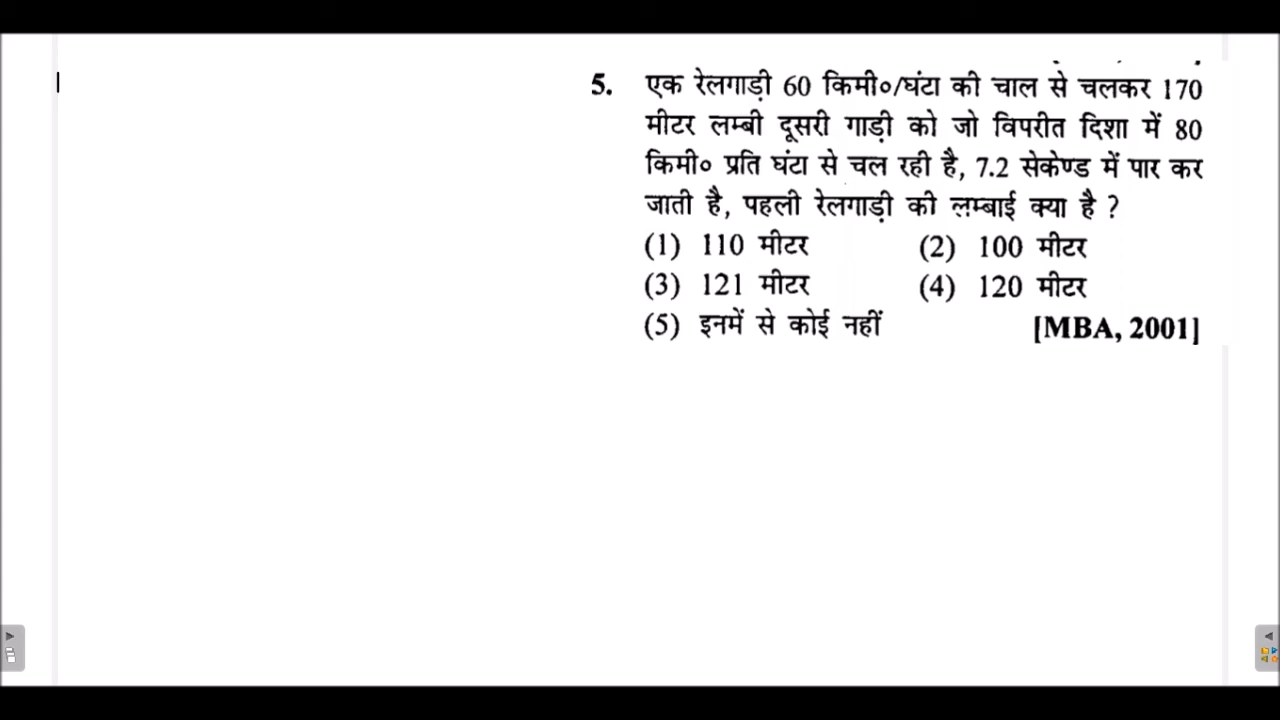 5. एक रेलगाड़ी 60 किमी०/घंटा की चाल से चलकर 170
मीटर लम्बी दूसरी गाड़ी को जो विपरीत दिशा में 80
किमी० प्रति घंटा से चल रही है, 7.2 सेकेण्ड में पार कर
जाती है, पहली रेलगाड़ी की लम्बाई क्या है ?
(1) 110 मीटर (2) 100 मीटर
(3) 121 मीटर (4) 120 मीटर
(5) इनमें से कोई नहीं [MBA, 2001]